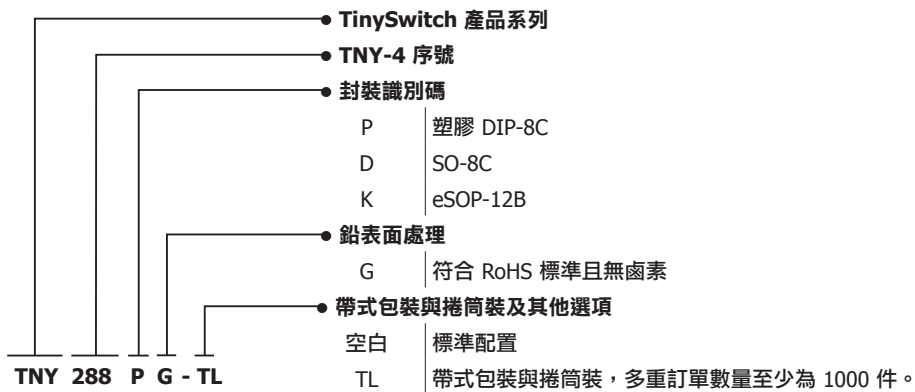 TinySwitch 產品系列
TNY-4 序號
封裝識別碼
P 塑膠 DIP-8C
D SO-8C
K eSOP-12B
鉛表面處理
G 符合 RoHS 標準且無鹵素
帶式包裝與捲筒裝及其他選項
空白 標準配置
TL 帶式包裝與捲筒裝，多重訂單數量至少為 1000 件。
TNY 288 P G - TL